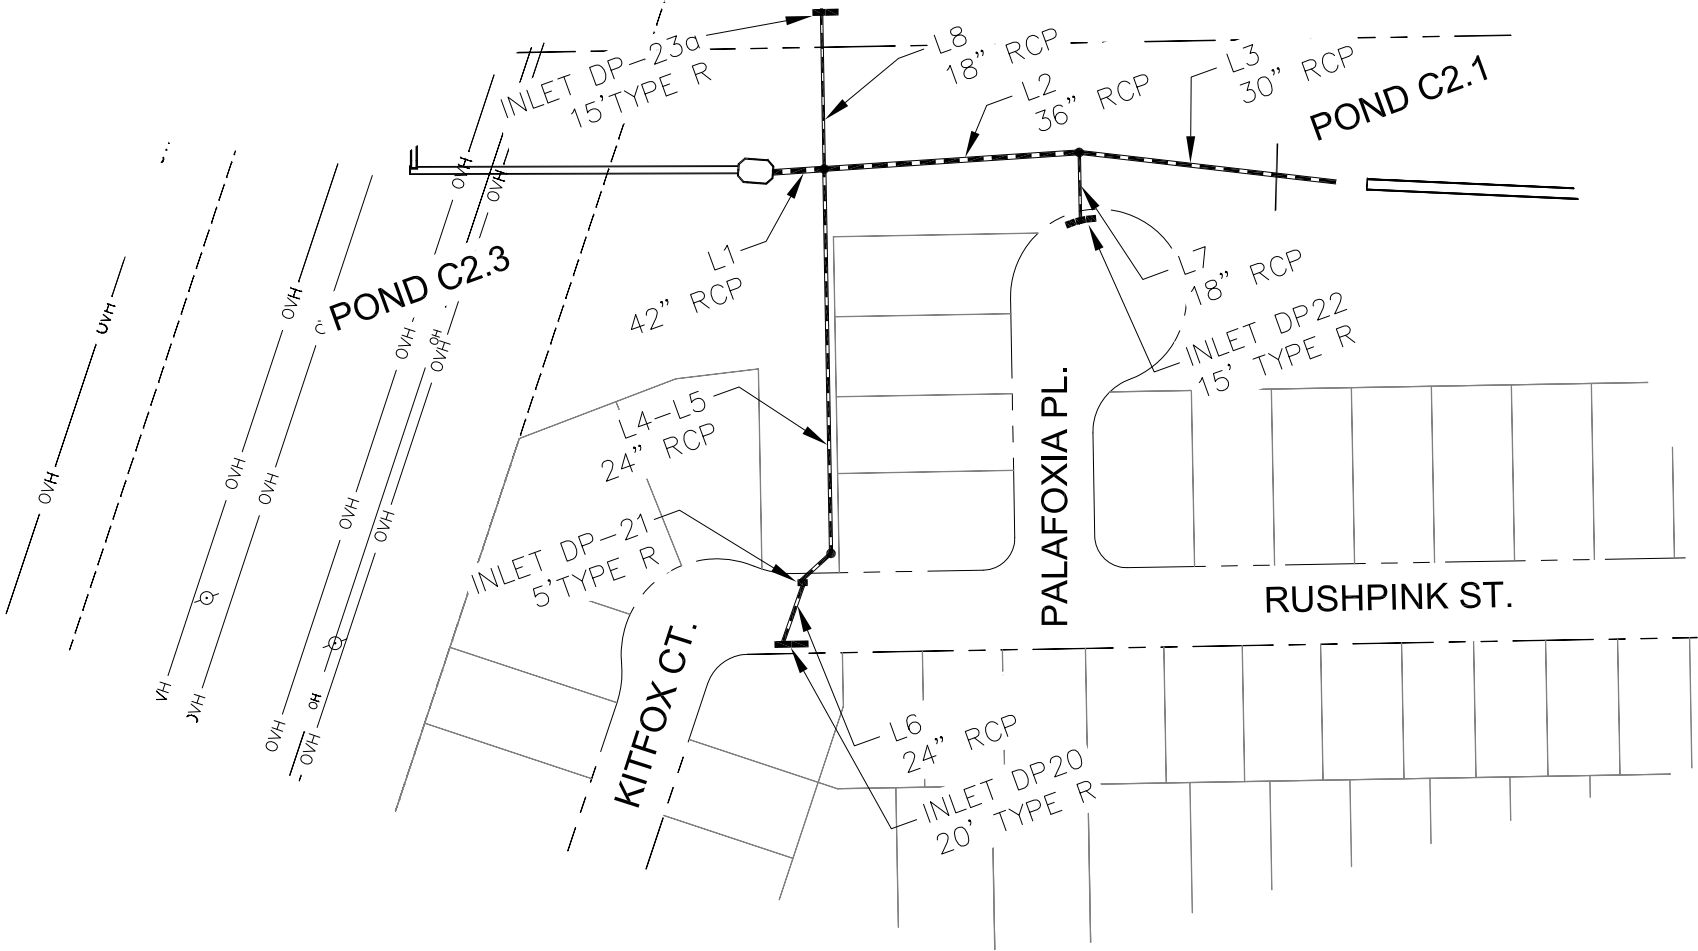 INLET DP-23a
15'TYPE R
L8
18" RCP
L2
36" RCP
L3
30" RCP
POND C2.1
L1
42" RCP
POND C2.3
L7
18" RCP
INLET DP22
15' TYPE R
L4-L5
24" RCP
INLET DP-21
5'TYPE R
PALAFOXIA PL.
RUSHPINK ST.
KITFOX CT.
L6
24" RCP
INLET DP20
20' TYPE R
OVH
OVH
OVH
OVH
OVH
OVH
OVH
OVH
OVH
OH
OVH
OVH
OVH
OH
OVH
OVH
VH